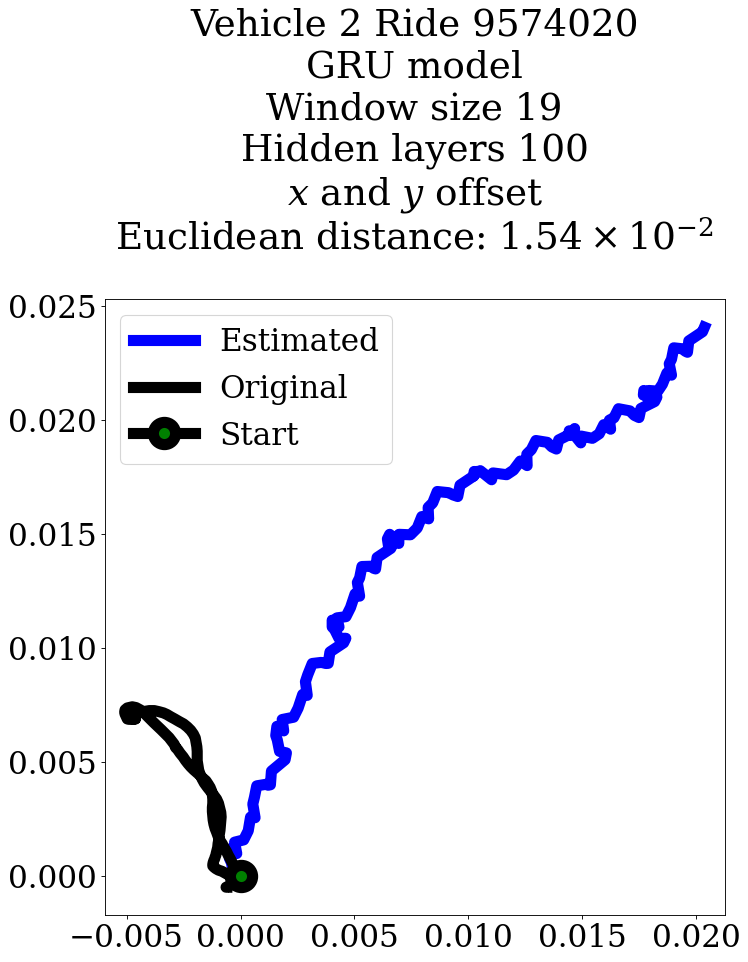 Vehicle 2 Ride 9574020
GRU model
Window size 19
Hidden layers 100
x and y offset
Euclidean distance: 1.54 × 10⁻²
0.025
0.020
0.015
0.010
0.005
0.000
Estimated
Original
Start
−0.005 0.000 0.005 0.010 0.015 0.020